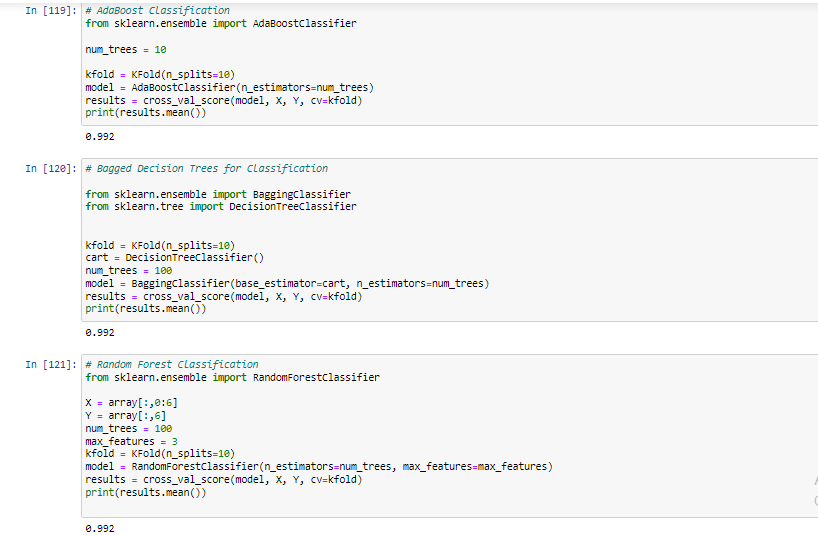 In [119]: # AdaBoost Classification
from sklearn.ensemble import AdaBoostClassifier
num_trees = 10
kfold = KFold(n_splits=10)
model = AdaBoostClassifier(n_estimators=num_trees)
results = cross_val_score(model, X, Y, cv=kfold)
print(results.mean())
0.992
In [120]: # Bagged Decision Trees for Classification
from sklearn.ensemble import BaggingClassifier
from sklearn.tree import DecisionTreeClassifier
kfold = KFold(n_splits=10)
cart = DecisionTreeClassifier()
num_trees = 100
model = BaggingClassifier(base_estimator=cart, n_estimators=num_trees)
results = cross_val_score(model, X, Y, cv=kfold)
print(results.mean())
0.992
In [121]: # Random Forest Classification
from sklearn.ensemble import RandomForestClassifier
X = array[:,0:6]
Y = array[:,6]
num_trees = 100
max_features = 3
kfold = KFold(n_splits=10)
model = RandomForestClassifier(n_estimators=num_trees, max_features=max_features)
results = cross_val_score(model, X, Y, cv=kfold)
print(results.mean())
0.992